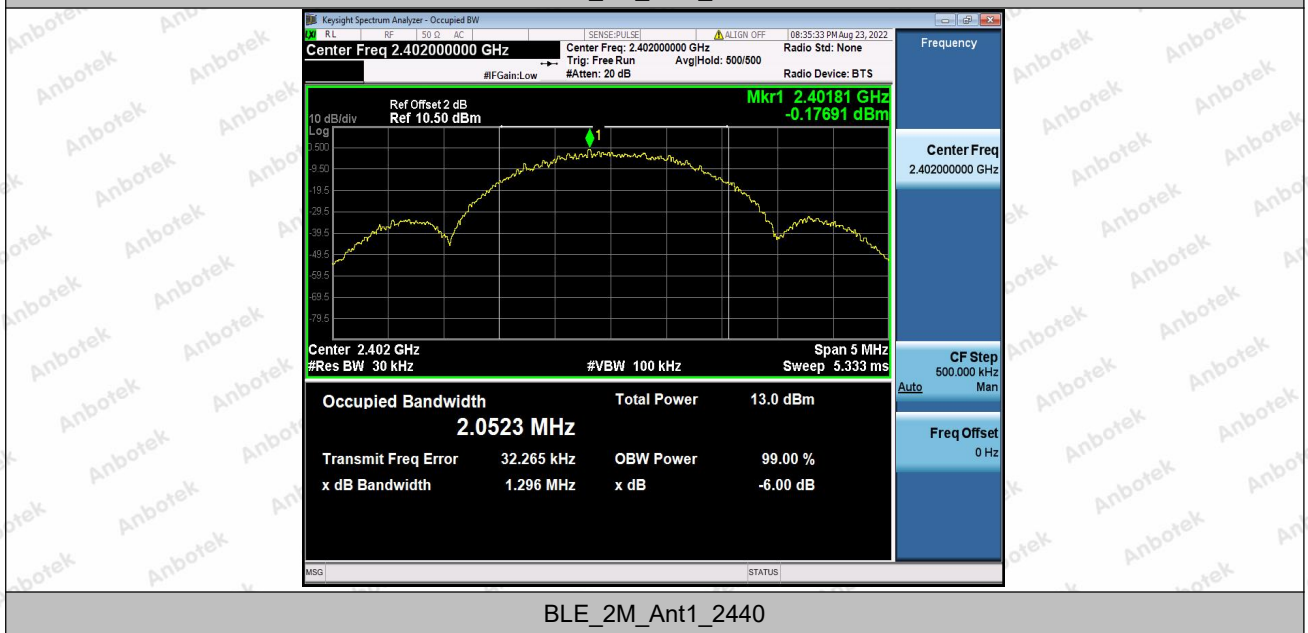 Keysight Spectrum Analyzer - Occupied BW
RL RF 50 Ω AC SENSE:PULSE ALIGN OFF 08:35:33 PM Aug 23, 2022
Center Freq 2.402000000 GHz
Center Freq: 2.402000000 GHz Radio Std: None
Trig: Free Run Avg|Hold: 500/500
#IFGain:Low #Atten: 20 dB Radio Device: BTS
Frequency
Ref Offset 2 dB
10 dB/div Ref 10.50 dBm
Mkr1 2.40181 GHz
-0.17691 dBm
Log
1
0.500
-9.50
-19.5
-29.5
-39.5
-49.5
-59.5
-69.5
-79.5
Center 2.402 GHz Span 5 MHz
#Res BW 30 kHz #VBW 100 kHz Sweep 5.333 ms
Center Freq
2.402000000 GHz
CF Step
500.000 kHz
Auto Man
Freq Offset
0 Hz
Occupied Bandwidth Total Power 13.0 dBm
2.0523 MHz
Transmit Freq Error 32.265 kHz OBW Power 99.00 %
x dB Bandwidth 1.296 MHz x dB -6.00 dB
MSG STATUS
BLE_2M_Ant1_2440
Anbotek